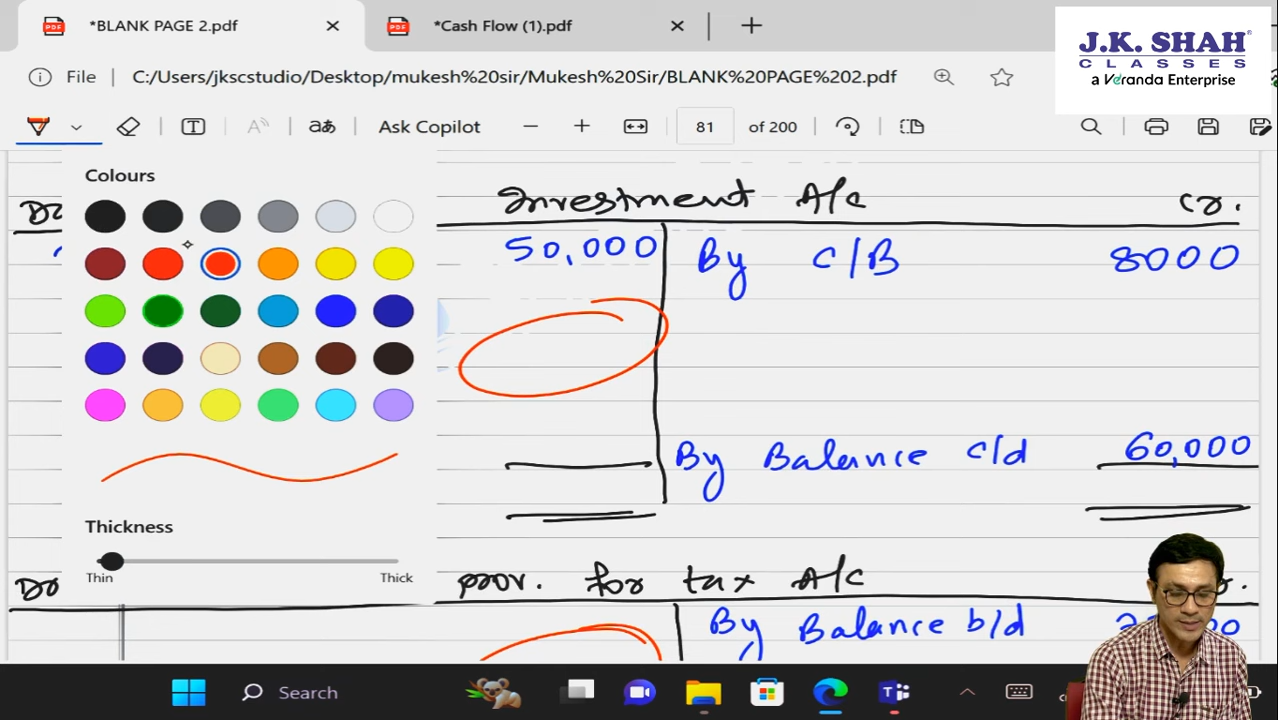 *BLANK PAGE 2.pdf
*Cash Flow (1).pdf
J.K. SHAH
CLASSES
a Veranda Enterprise
File
C:/Users/jkscstudio/Desktop/mukesh%20sir/Mukesh%20Sir/BLANK%20PAGE%202.pdf
Ask Copilot
81 of 200
Colours
Investment A/c
Cr.
50,000 By C/B 8000
By Balance c/d 60,000
Thickness
Thin Thick
Dr prov. for tax A/c
By Balance b/d
Search